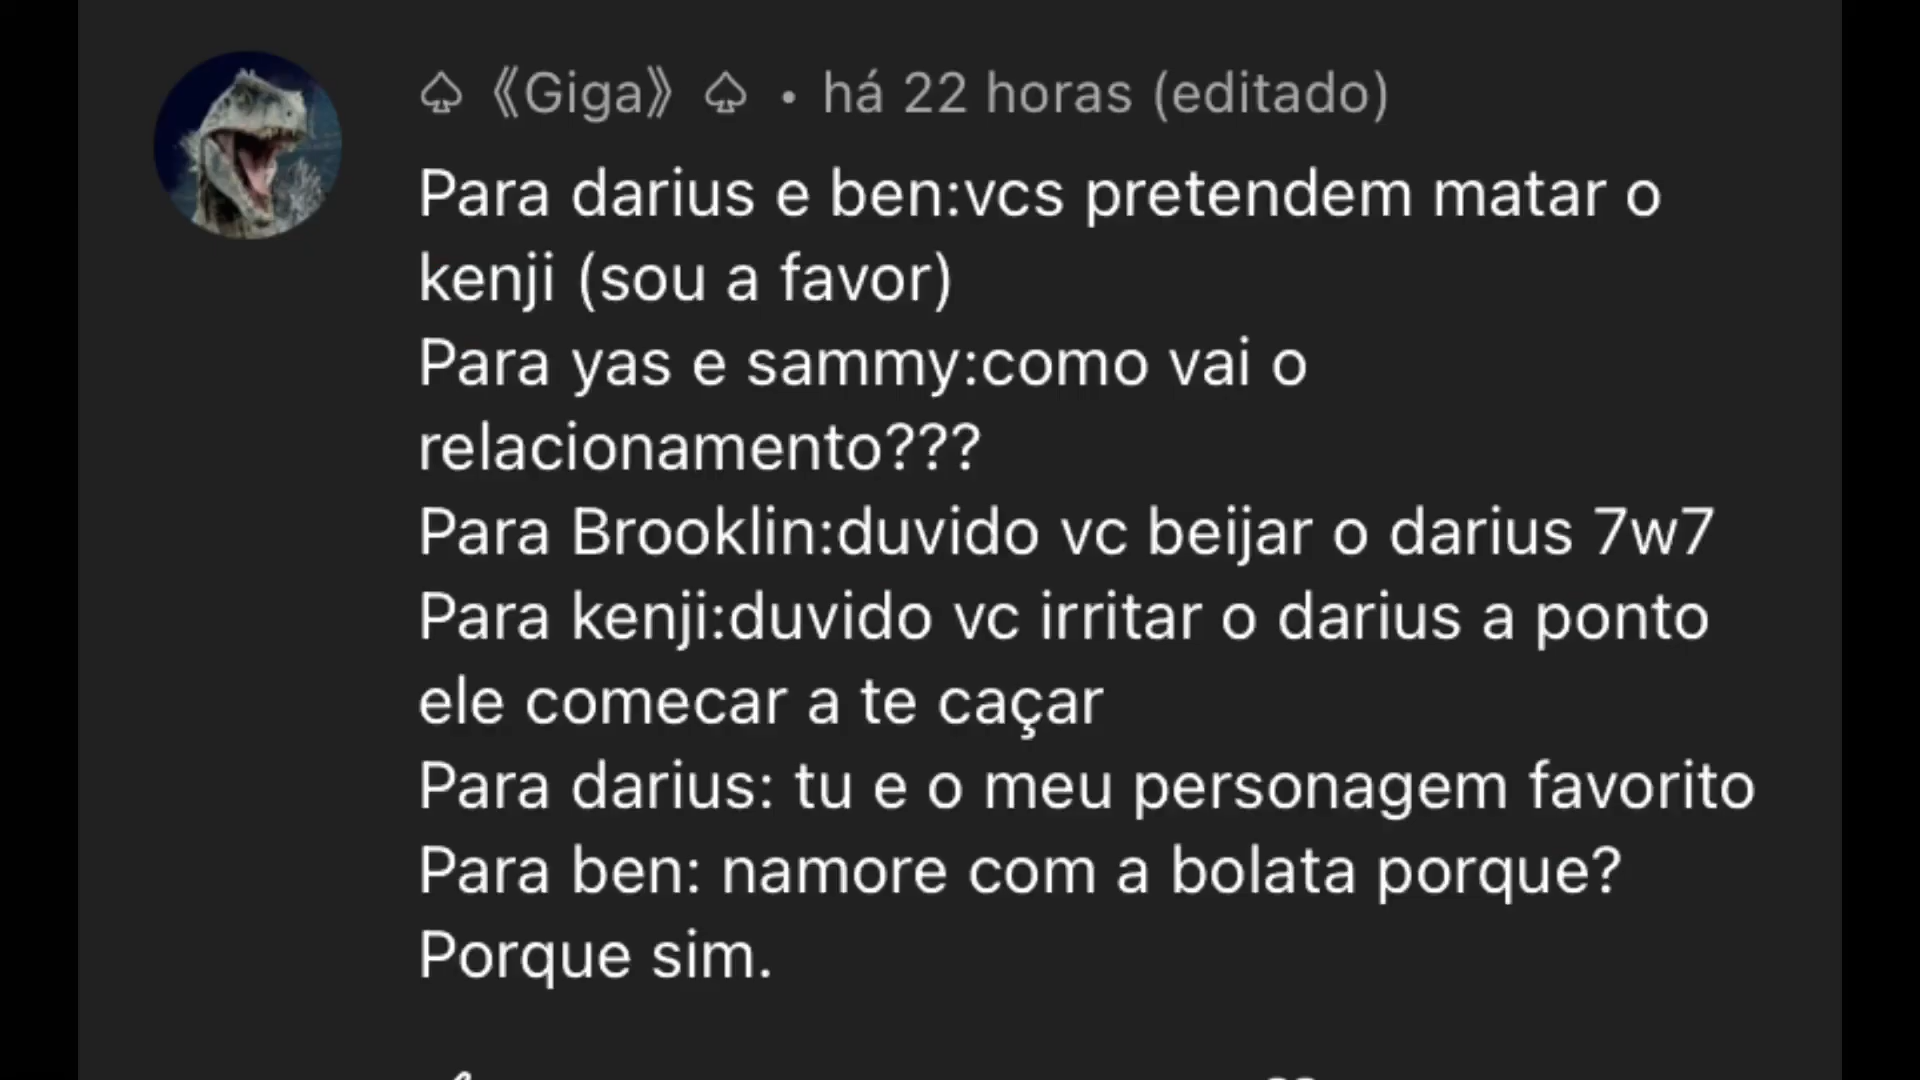 ♤ 《Giga》 ♤ • há 22 horas (editado)
Para darius e ben:vcs pretendem matar o
kenji (sou a favor)
Para yas e sammy:como vai o
relacionamento???
Para Brooklin:duvido vc beijar o darius 7w7
Para kenji:duvido vc irritar o darius a ponto
ele comecar a te caçar
Para darius: tu e o meu personagem favorito
Para ben: namore com a bolata porque?
Porque sim.